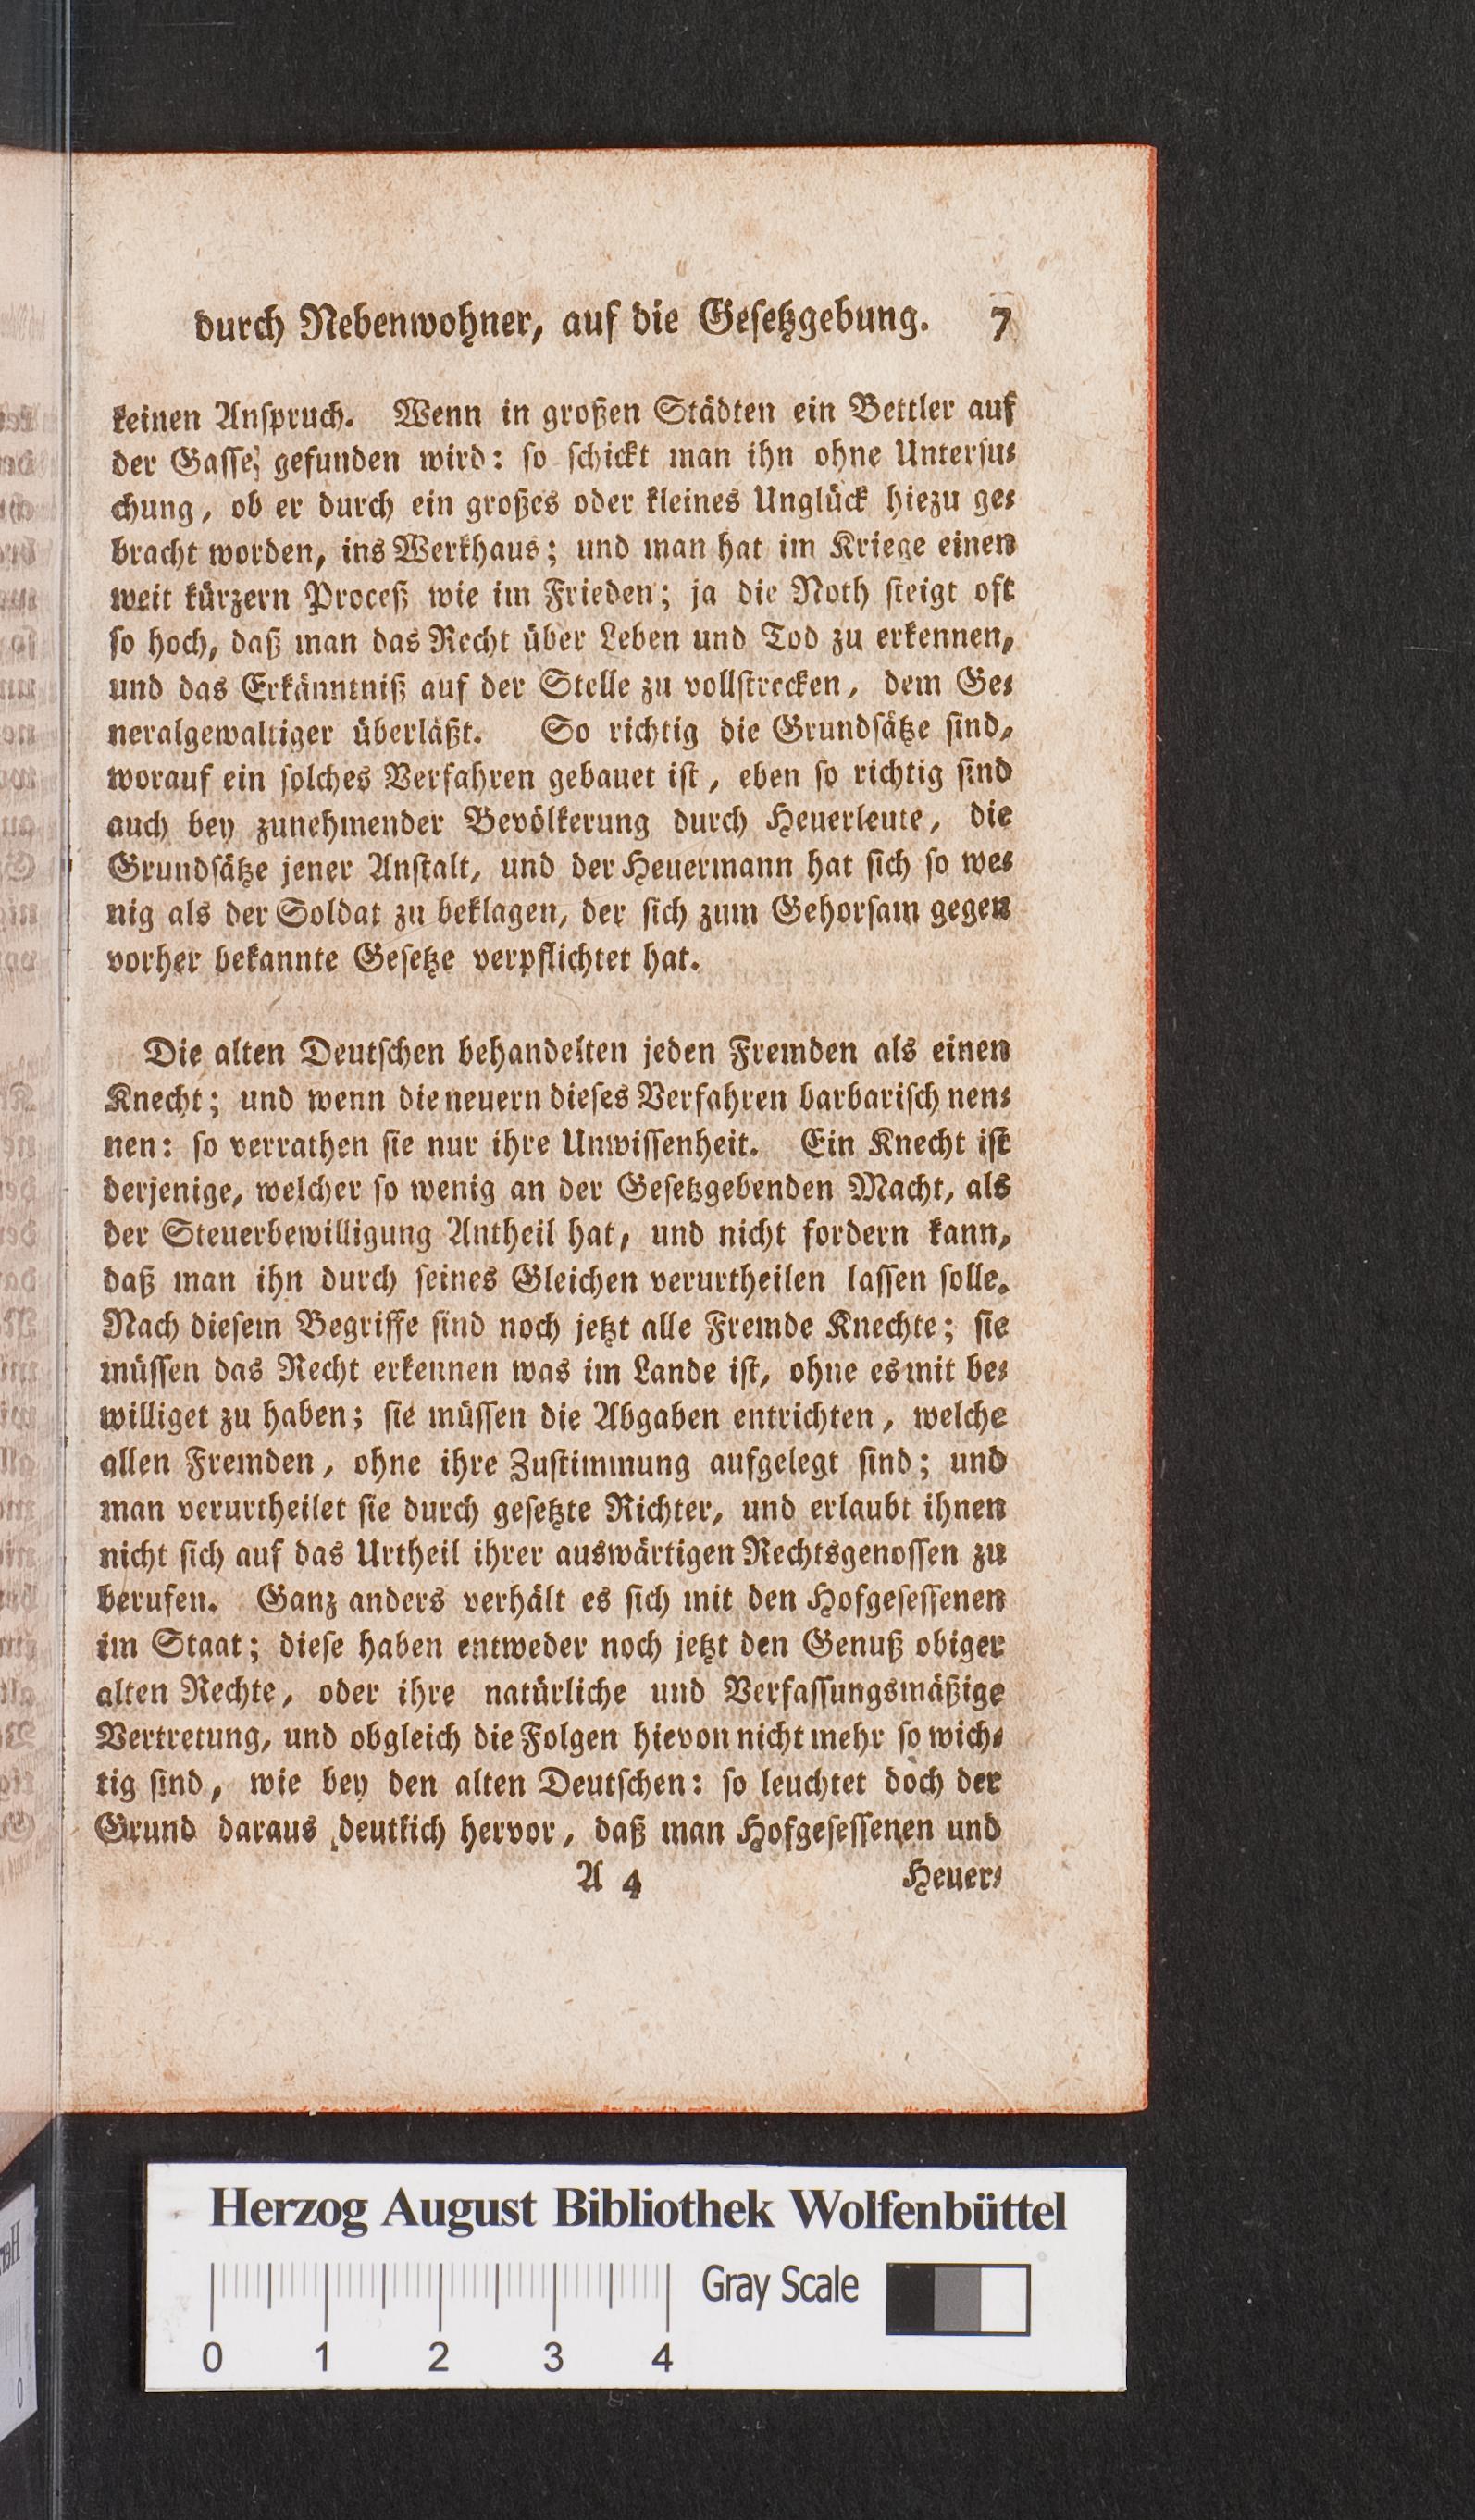 durch Nebenwohner, auf die Geſetzgebung. 7
keinen Anſpruch. Wenn in großen Städten ein Bettler auf
der Gaſſe, gefunden wird: ſo ſchickt man ihn ohne Unterſu⸗
chung, ob er durch ein großes oder kleines Unglück hiezu ge⸗
bracht worden, ins Werkhaus; und man hat im Kriege einen
weit kürzern Proceß wie im Frieden; ja die Noth ſteigt oft
ſo hoch, daß man das Recht über Leben und Tod zu erkennen,
und das Erkänntniß auf der Stelle zu vollſtrecken, dem Ge⸗
neralgewaltiger überläßt. So richtig die Grundſätze ſind,
worauf ein ſolches Verfahren gebauet iſt, eben ſo richtig ſind
auch bey zunehmender Bevölkerung durch Heuerleute, die
Grundſätze jener Anſtalt, und der Heuermann hat ſich ſo we⸗
nig als der Soldat zu beklagen, der ſich zum Gehorſam gegen
vorher bekannte Geſetze verpflichtet hat.
Die alten Deutſchen behandelten jeden Fremden als einen
Knecht; und wenn die neuern dieſes Verfahren barbariſch nen⸗
nen: ſo verrathen ſie nur ihre Unwiſſenheit. Ein Knecht iſt
derjenige, welcher ſo wenig an der Geſetzgebenden Macht, als
der Steuerbewilligung Antheil hat, und nicht fordern kann,
daß man ihn durch ſeines Gleichen verurtheilen laſſen ſolle.
Nach dieſem Begriffe ſind noch jetzt alle Fremde Knechte; ſie
müſſen das Recht erkennen was im Lande iſt, ohne es mit be⸗
williget zu haben; ſie müſſen die Abgaben entrichten, welche
allen Fremden, ohne ihre Zuſtimmung aufgelegt ſind; und
man verurtheilet ſie durch geſetzte Richter, und erlaubt ihnen
nicht ſich auf das Urtheil ihrer auswärtigen Rechtsgenoſſen zu
berufen. Ganz anders verhält es ſich mit den Hofgeſeſſenen
im Staat; dieſe haben entweder noch jetzt den Genuß obiger
alten Rechte, oder ihre natürliche und Verfaſſungsmäßige
Vertretung, und obgleich die Folgen hievon nicht mehr ſo wich⸗
tig ſind, wie bey den alten Deutſchen: ſo leuchtet doch der
Grund daraus deutlich hervor, daß man Hofgeſeſſenen und
A 4 Heuer⸗
Herzog August Bibliothek Wolfenbüttel
Gray Scale
0 1 2 3 4